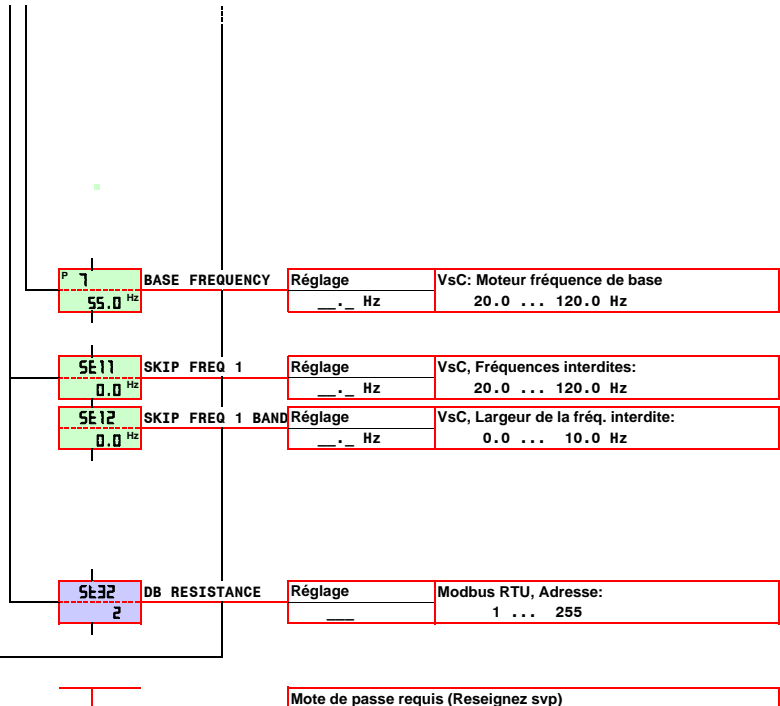 P 7 BASE FREQUENCY Réglage VsC: Moteur fréquence de base
55.0 Hz __._ Hz 20.0 ... 120.0 Hz
SE11 SKIP FREQ 1 Réglage VsC, Fréquences interdites:
0.0 Hz __._ Hz 20.0 ... 120.0 Hz
SE12 SKIP FREQ 1 BAND Réglage VsC, Largeur de la fréq. interdite:
0.0 Hz __._ Hz 0.0 ... 10.0 Hz
St32 DB RESISTANCE Réglage Modbus RTU, Adresse:
2 ___ 1 ... 255
Mote de passe requis (Reseignez svp)